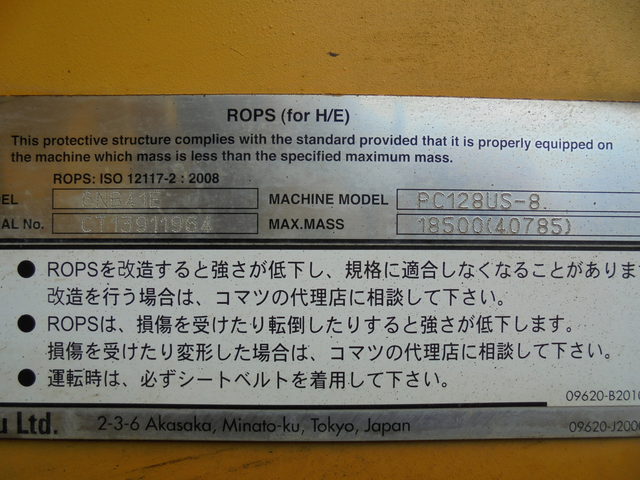 ROPS (for H/E)
This protective structure complies with the standard provided that it is properly equipped on
the machine which mass is less than the specified maximum mass.
ROPS: ISO 12117-2 : 2008
EL MACHINE MODEL PC128US-8
AL No. CT13911964 MAX.MASS 18500(40785)
● ROPSを改造すると強さが低下し、規格に適合しなくなることがありま
改造を行う場合は、コマツの代理店に相談して下さい。
● ROPSは、損傷を受けたり転倒したりすると強さが低下します。
損傷を受けたり変形した場合は、コマツの代理店に相談して下さい。
● 運転時は、必ずシートベルトを着用して下さい。
09620-B2010
u Ltd. 2-3-6 Akasaka, Minato-ku, Tokyo, Japan 09620-J2000